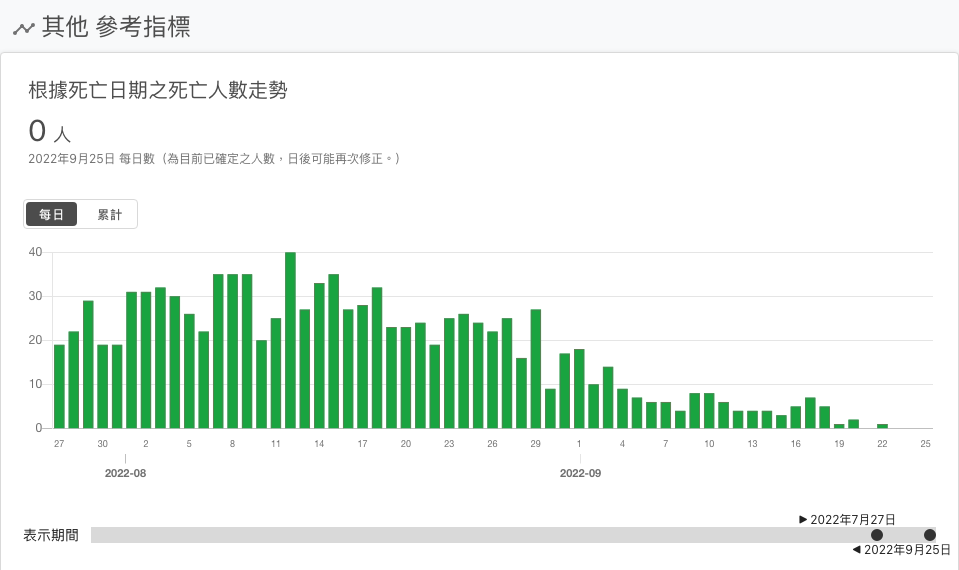 其他 參考指標
根據死亡日期之死亡人數走勢
0 人
2022年9月25日 每日數（為目前已確定之人數，日後可能再次修正。）
每日 累計
40
30
20
10
0
27 30 2 5 8 11 14 17 20 23 26 29 1 4 7 10 13 16 19 22 25
2022-08 2022-09
▶ 2022年7月27日
表示期間
◀ 2022年9月25日